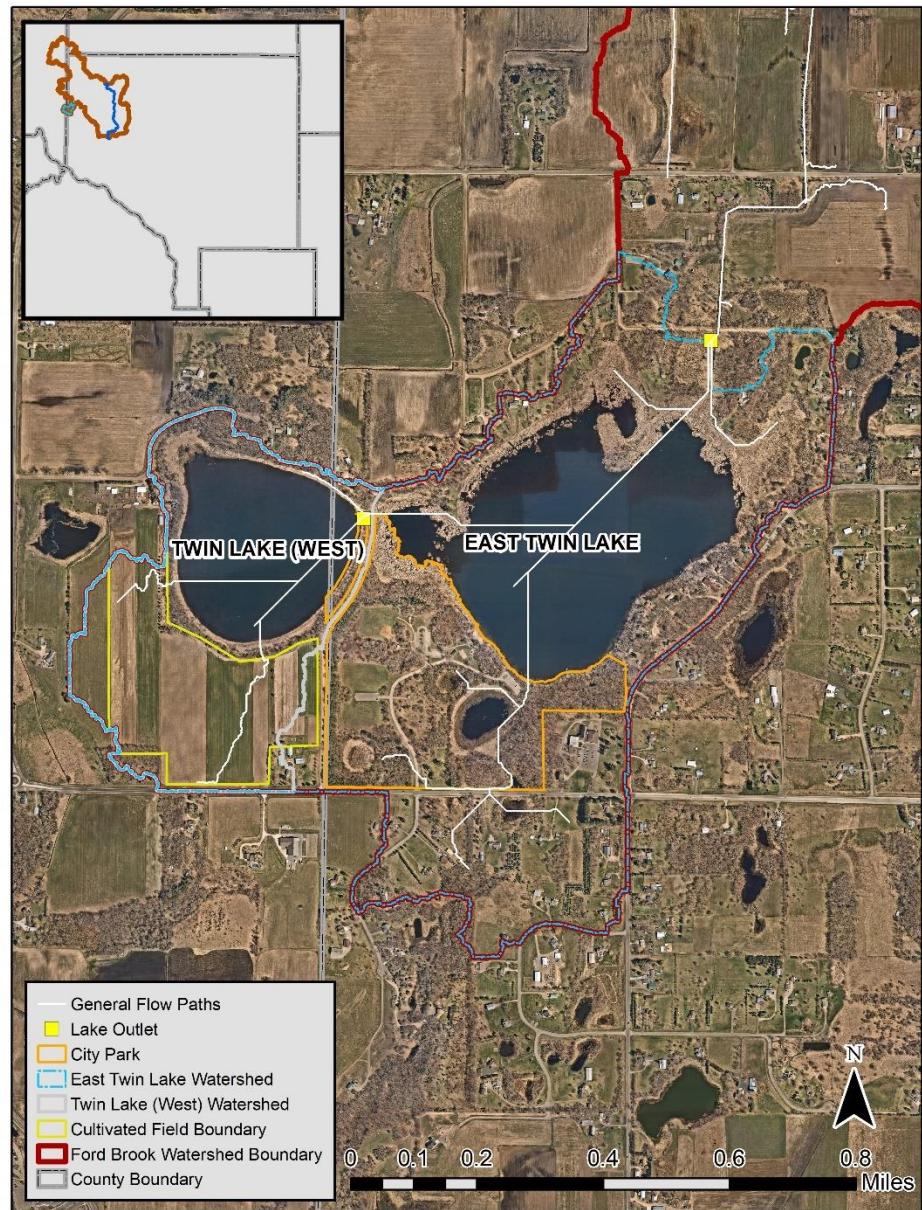 TWIN LAKE (WEST)
EAST TWIN LAKE
General Flow Paths
Lake Outlet
City Park
East Twin Lake Watershed
Twin Lake (West) Watershed
Cultivated Field Boundary
Ford Brook Watershed Boundary
County Boundary
N
0 0.1 0.2 0.4 0.6 0.8
Miles